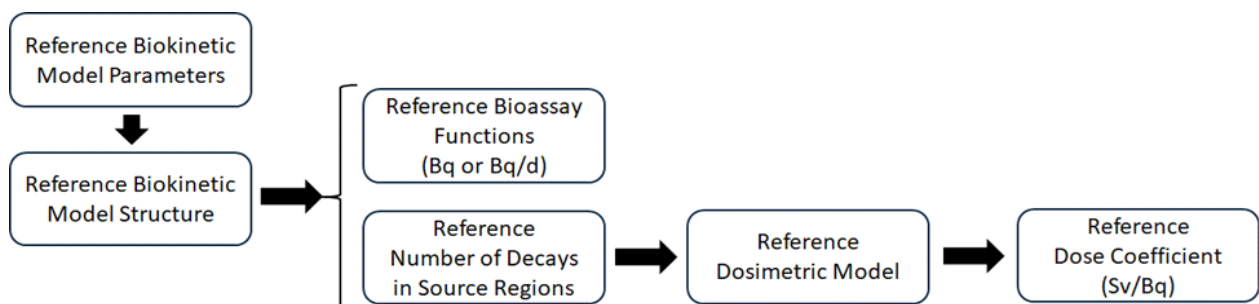 Reference Biokinetic
Model Parameters
Reference Biokinetic
Model Structure
Reference Bioassay
Functions
(Bq or Bq/d)
Reference
Number of Decays
in Source Regions
Reference
Dosimetric Model
Reference
Dose Coefficient
(Sv/Bq)